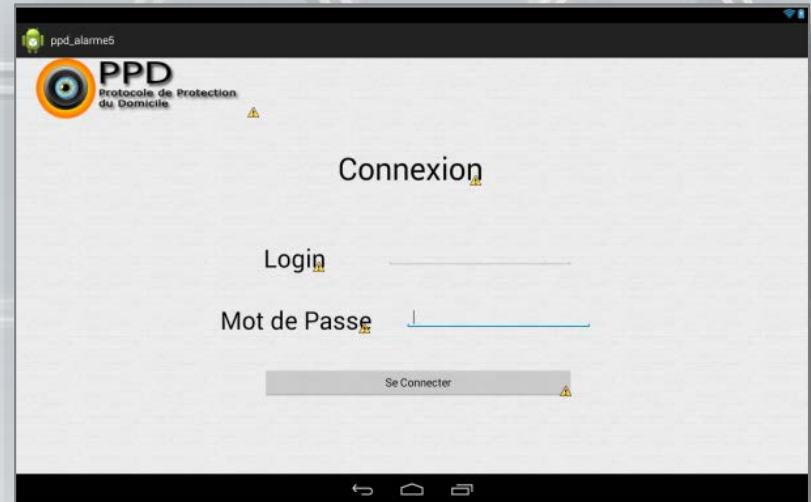 ppd_alarme5
PPD
Protocole de Protection
du Domicile
Connexion
Login
Mot de Passe
Se Connecter